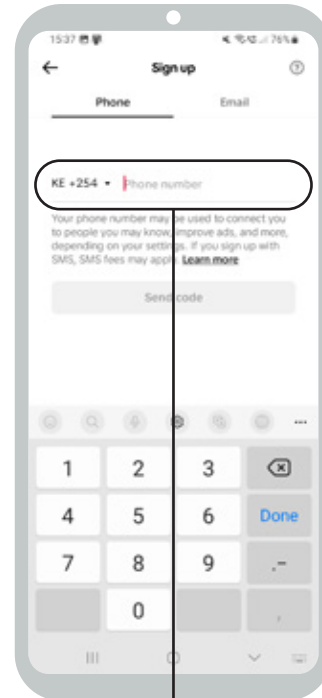 15:37 76%
Sign up
Phone Email
KE +254 Phone number
Your phone number may be used to connect you
to people you may know, improve ads, and more,
depending on your settings. If you sign up with
SMS, SMS fees may apply. Learn more
Send code
1 2 3
4 5 6 Done
7 8 9 .-
0 ,